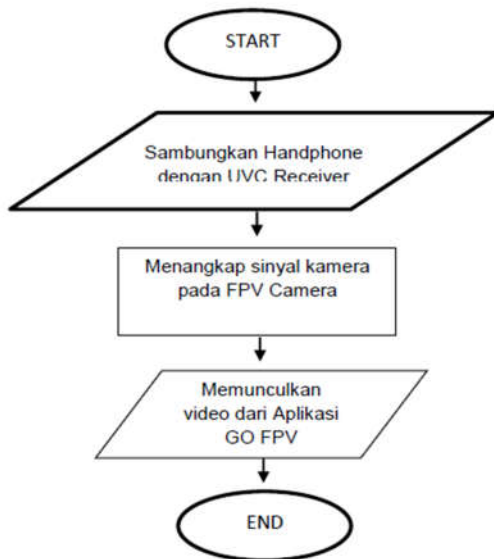 START
Sambungkan Handphone
dengan UVC Receiver
Menangkap sinyal kamera
pada FPV Camera
Memunculkan
video dari Aplikasi
GO FPV
END